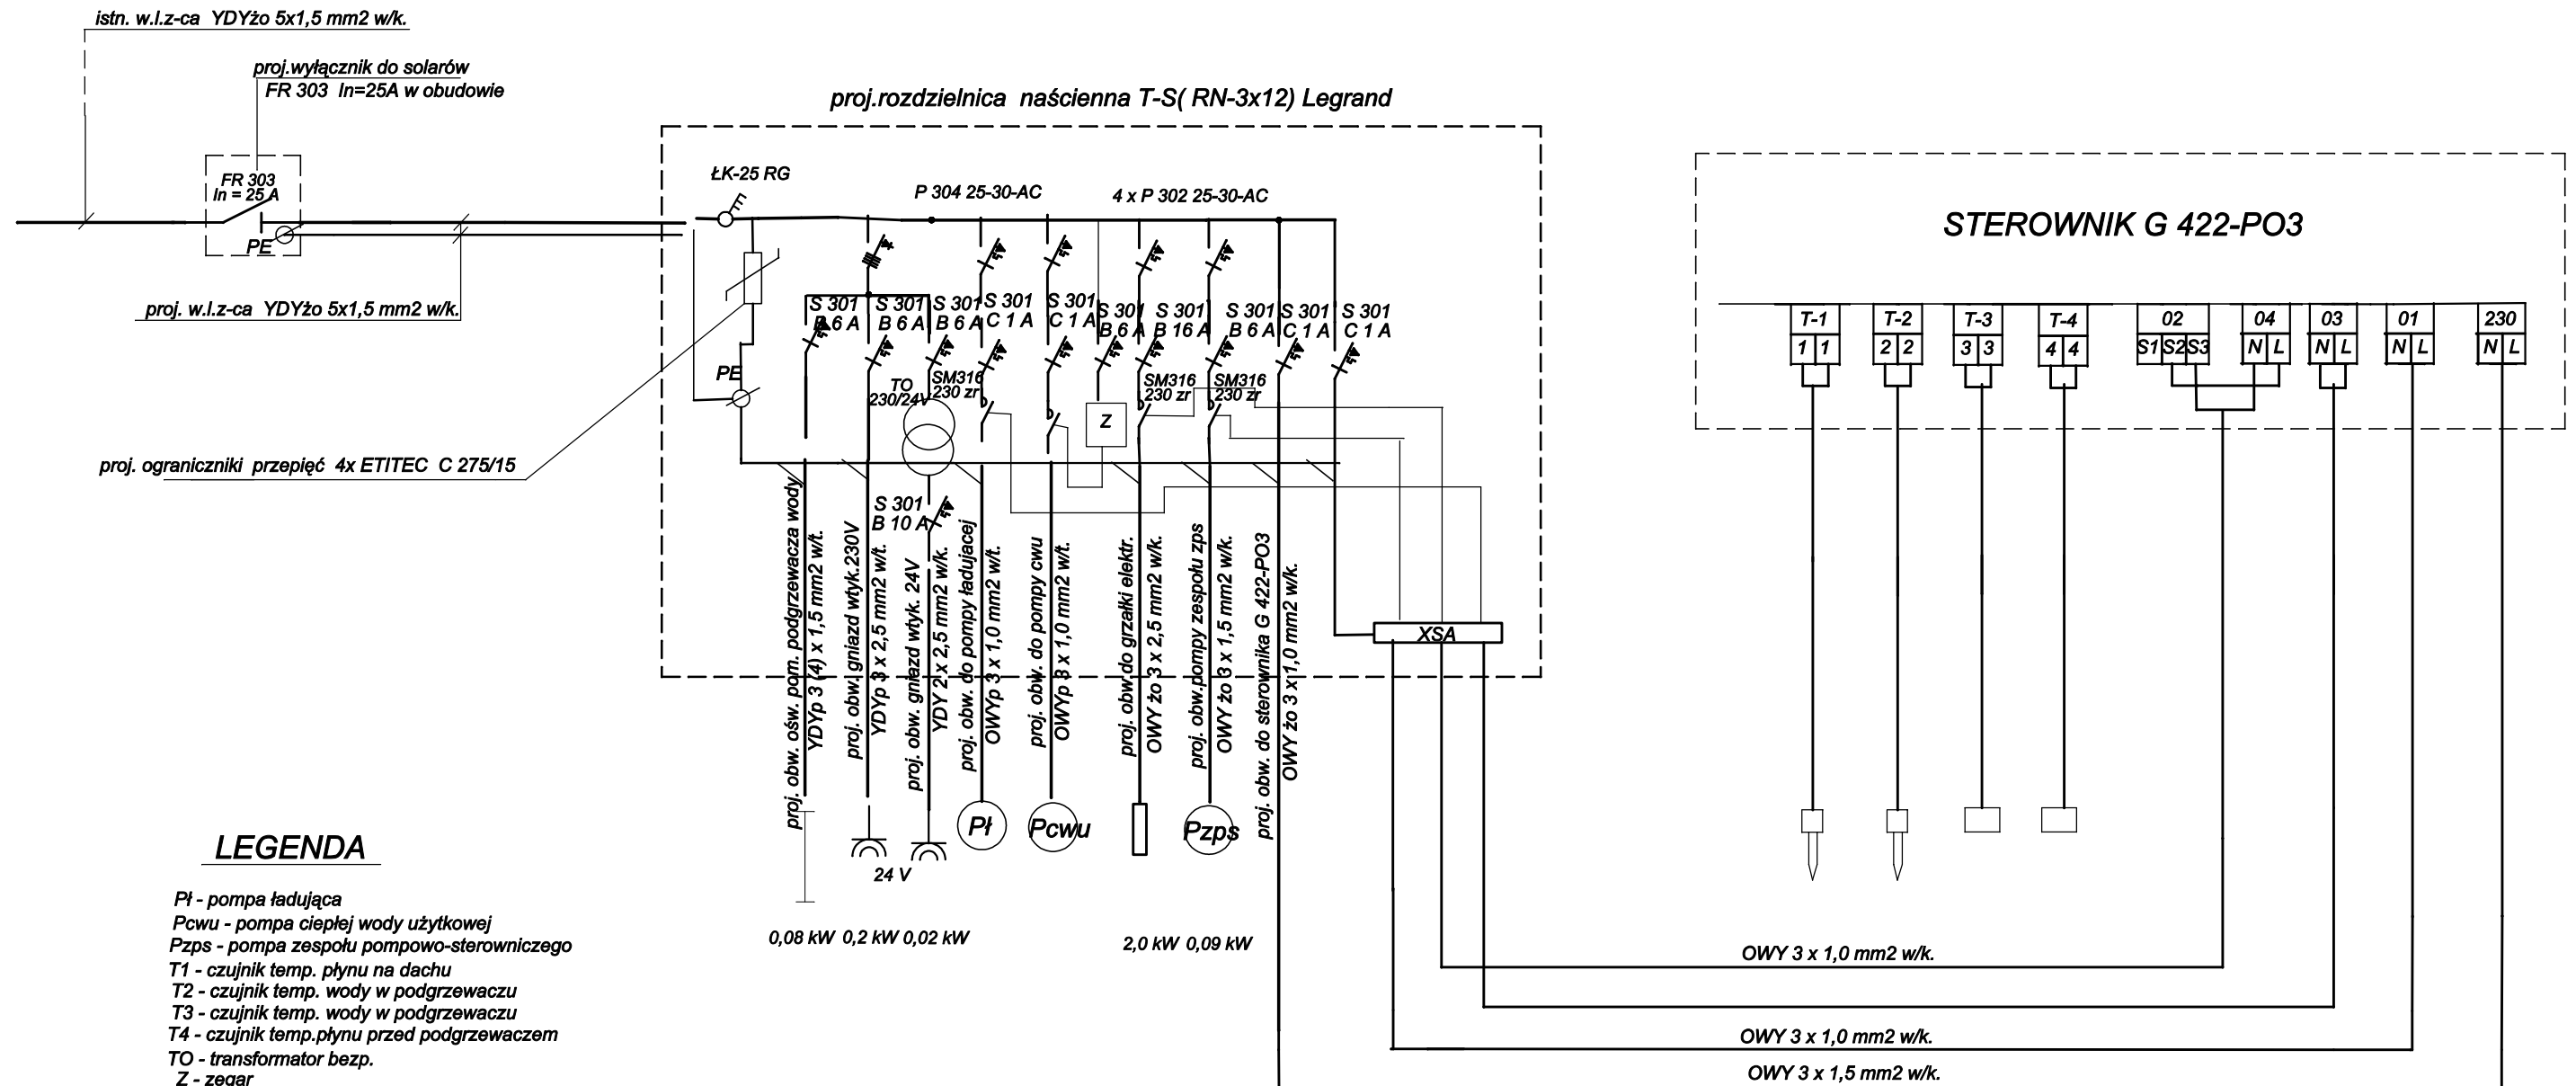 istn. w.l.z-ca YDYżo 5x1,5 mm2 w/k.
proj.wyłącznik do solarów
FR 303 In=25A w obudowie
FR 303
In = 25 A
PE
proj. w.l.z-ca YDYżo 5x1,5 mm2 w/k.
proj. ograniczniki przepięć 4x ETITEC C 275/15
proj.rozdzielnica naścienna T-S( RN-3x12) Legrand
ŁK-25 RG
P 304 25-30-AC
4 x P 302 25-30-AC
S 301
B 6 A
S 301
B 6 A
S 301
B 6 A
S 301
C 1 A
S 301
C 1 A
S 301
B 6 A
S 301
B 16 A
S 301
B 6 A
S 301
C 1 A
S 301
C 1 A
PE
TO
230/24V
SM316
230 zr
Z
SM316
230 zr
SM316
230 zr
S 301
B 10 A
proj. obw. ośw. pom. podgrzewacza wody
YDYp 3 (4) x 1,5 mm2 w/t.
proj. obw. gniazd wtyk.230V
YDYp 3 x 2,5 mm2 w/t.
proj. obw. gniazd wtyk. 24V
YDY 2 x 2,5 mm2 w/k.
proj. obw. do pompy ładujacej
OWYp 3 x 1,0 mm2 w/t.
proj. obw. do pompy cwu
OWYp 3 x 1,0 mm2 w/t.
proj. obw.do grzałki elektr.
OWY żo 3 x 2,5 mm2 w/k.
proj. obw.pompy zespołu zps
OWY żo 3 x 1,5 mm2 w/k.
proj. obw. do sterownika G 422-PO3
OWY żo 3 x 1,0 mm2 w/k.
XSA
Pł
Pcwu
Pzps
24 V
0,08 kW 0,2 kW 0,02 kW
2,0 kW 0,09 kW
STEROWNIK G 422-PO3
T-1 T-2 T-3 T-4 02 04 03 01 230
1 1 2 2 3 3 4 4 S1 S2 S3 N L N L N L N L
OWY 3 x 1,0 mm2 w/k.
OWY 3 x 1,0 mm2 w/k.
OWY 3 x 1,5 mm2 w/k.
LEGENDA
Pł - pompa ładująca
Pcwu - pompa ciepłej wody użytkowej
Pzps - pompa zespołu pompowo-sterowniczego
T1 - czujnik temp. płynu na dachu
T2 - czujnik temp. wody w podgrzewaczu
T3 - czujnik temp. wody w podgrzewaczu
T4 - czujnik temp.płynu przed podgrzewaczem
TO - transformator bezp.
Z - zegar